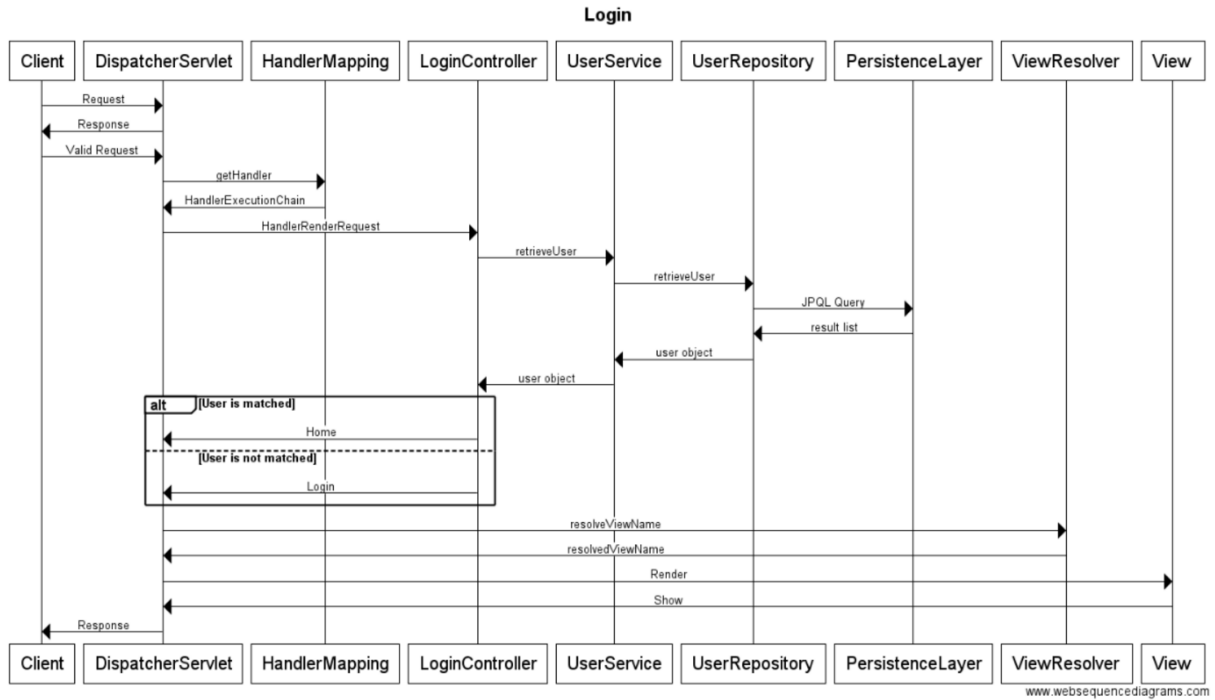 Login
Client DispatcherServlet HandlerMapping LoginController UserService UserRepository PersistenceLayer ViewResolver View
Request
Response
Valid Request
getHandler
HandlerExecutionChain
HandlerRenderRequest
retrieveUser
retrieveUser
JPQL Query
result list
user object
user object
alt [User is matched]
Home
[User is not matched]
Login
resolveViewName
resolvedViewName
Render
Show
Response
Client DispatcherServlet HandlerMapping LoginController UserService UserRepository PersistenceLayer ViewResolver View
www.websequencediagrams.com